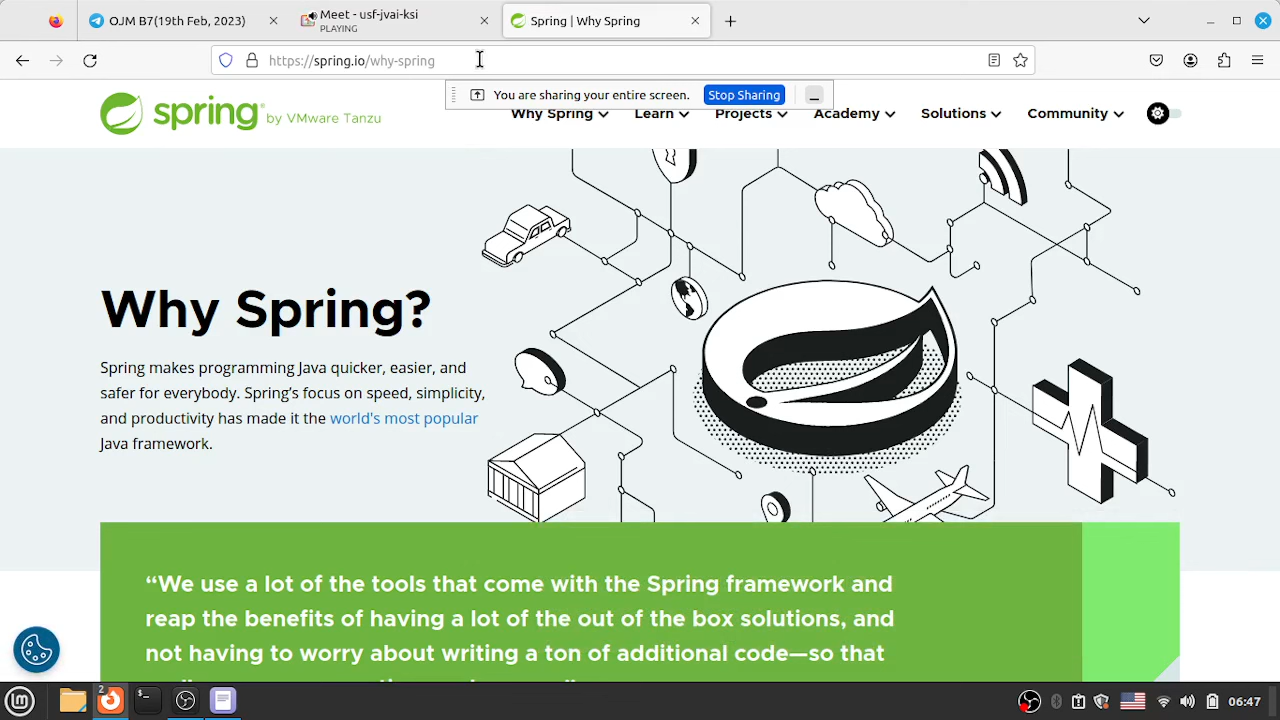 OJM B7(19th Feb, 2023)
Meet - usf-jvai-ksi
PLAYING
Spring | Why Spring
https://spring.io/why-spring
You are sharing your entire screen.
Stop Sharing
spring by VMware Tanzu
Why Spring
Learn
Projects
Academy
Solutions
Community
Why Spring?
Spring makes programming Java quicker, easier, and
safer for everybody. Spring’s focus on speed, simplicity,
and productivity has made it the world's most popular
Java framework.
“We use a lot of the tools that come with the Spring framework and
reap the benefits of having a lot of the out of the box solutions, and
not having to worry about writing a ton of additional code—so that
2
06:47